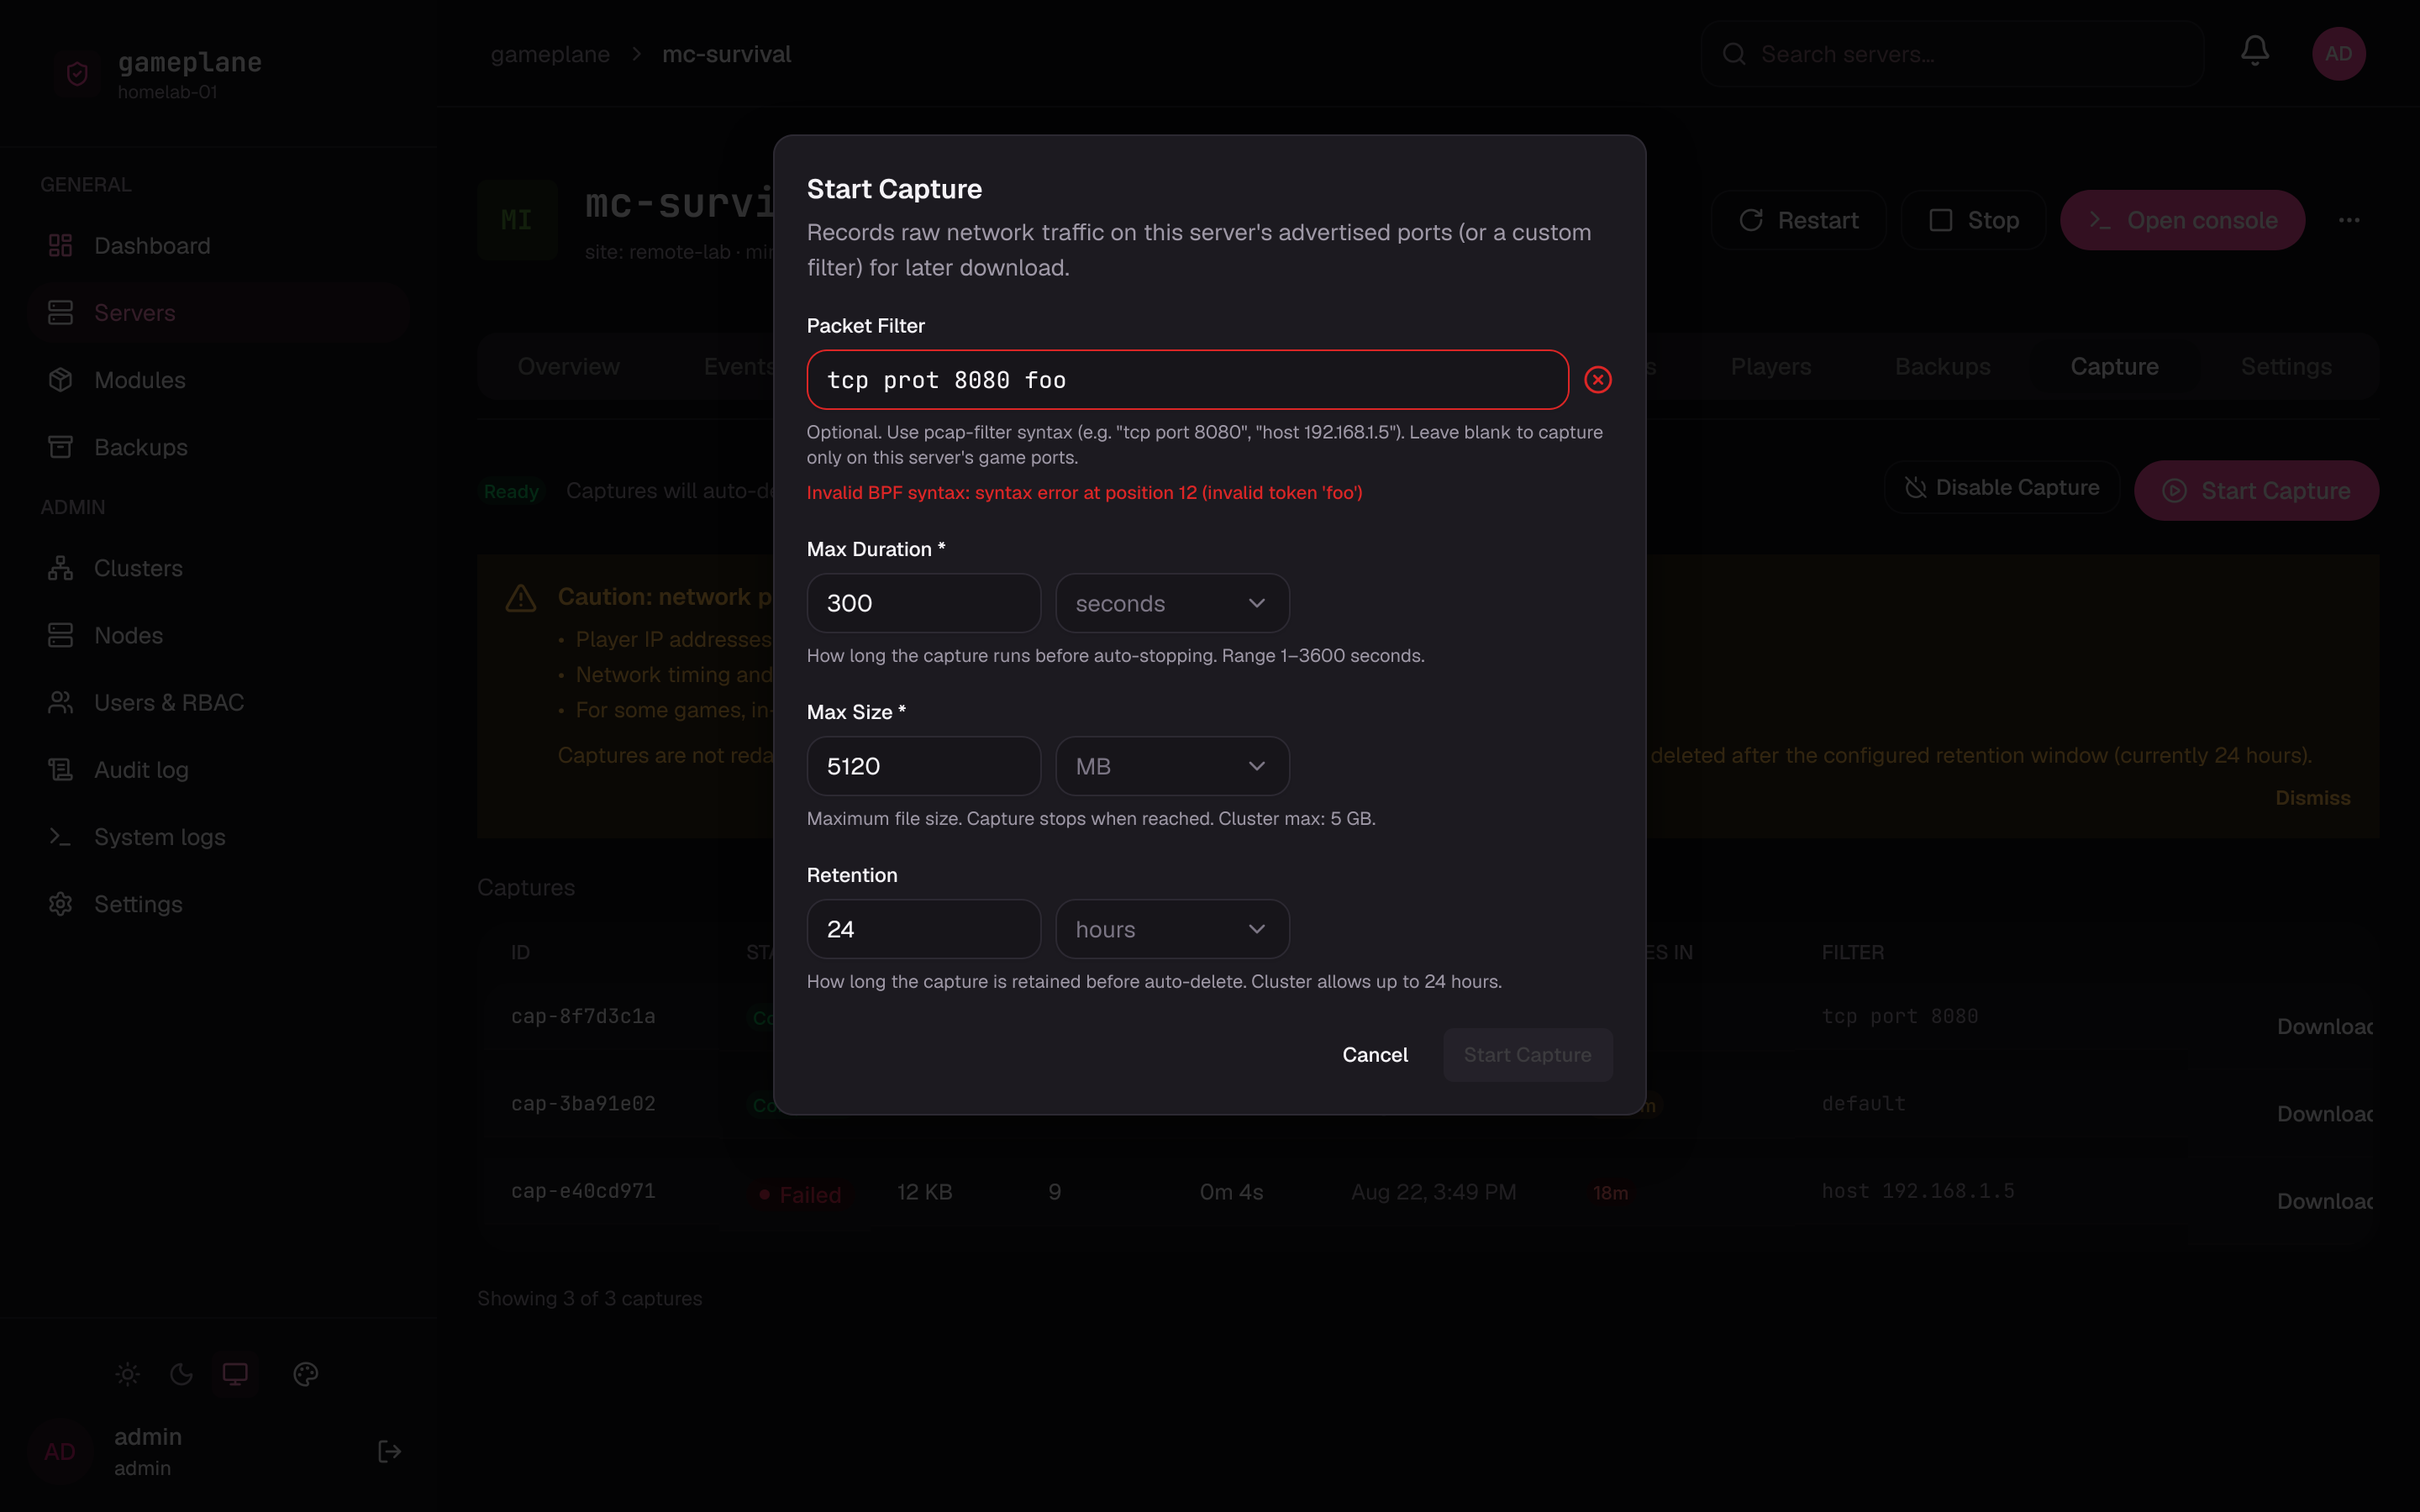 gameplane
homelab-01
GENERAL
Dashboard
Servers
Modules
Backups
ADMIN
Clusters
Nodes
Users & RBAC
Audit log
System logs
Settings
AD
admin
admin
gameplane > mc-survival
Search servers...
AD
MI
mc-survi
site: remote-lab ·
Restart
Stop
Open console
Overview
Events
Players
Backups
Capture
Settings
Ready
Captures will auto-de
Disable Capture
Start Capture
Caution: network p
• Player IP addresses
• Network timing and
• For some games, in-
Captures are not reda
deleted after the configured retention window (currently 24 hours).
Dismiss
Captures
ID
STA
ES IN
FILTER
cap-8f7d3c1a
Co
tcp port 8080
Download
cap-3ba91e02
Co
default
Download
cap-e40cd971
Failed
12 KB
9
0m 4s
Aug 22, 3:49 PM
18m
host 192.168.1.5
Download
Showing 3 of 3 captures
Start Capture
Records raw network traffic on this server's advertised ports (or a custom
filter) for later download.
Packet Filter
tcp prot 8080 foo
Optional. Use pcap-filter syntax (e.g. "tcp port 8080", "host 192.168.1.5"). Leave blank to capture
only on this server's game ports.
Invalid BPF syntax: syntax error at position 12 (invalid token 'foo')
Max Duration *
300
seconds
How long the capture runs before auto-stopping. Range 1–3600 seconds.
Max Size *
5120
MB
Maximum file size. Capture stops when reached. Cluster max: 5 GB.
Retention
24
hours
How long the capture is retained before auto-delete. Cluster allows up to 24 hours.
Cancel
Start Capture